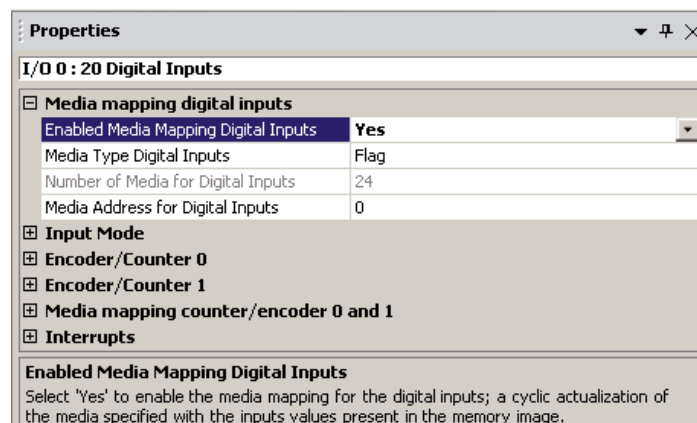 Properties
I/O 0 : 20 Digital Inputs
Media mapping digital inputs
Enabled Media Mapping Digital Inputs Yes
Media Type Digital Inputs Flag
Number of Media for Digital Inputs 24
Media Address for Digital Inputs 0
Input Mode
Encoder/Counter 0
Encoder/Counter 1
Media mapping counter/encoder 0 and 1
Interrupts
Enabled Media Mapping Digital Inputs
Select 'Yes' to enable the media mapping for the digital inputs; a cyclic actualization of
the media specified with the inputs values present in the memory image.